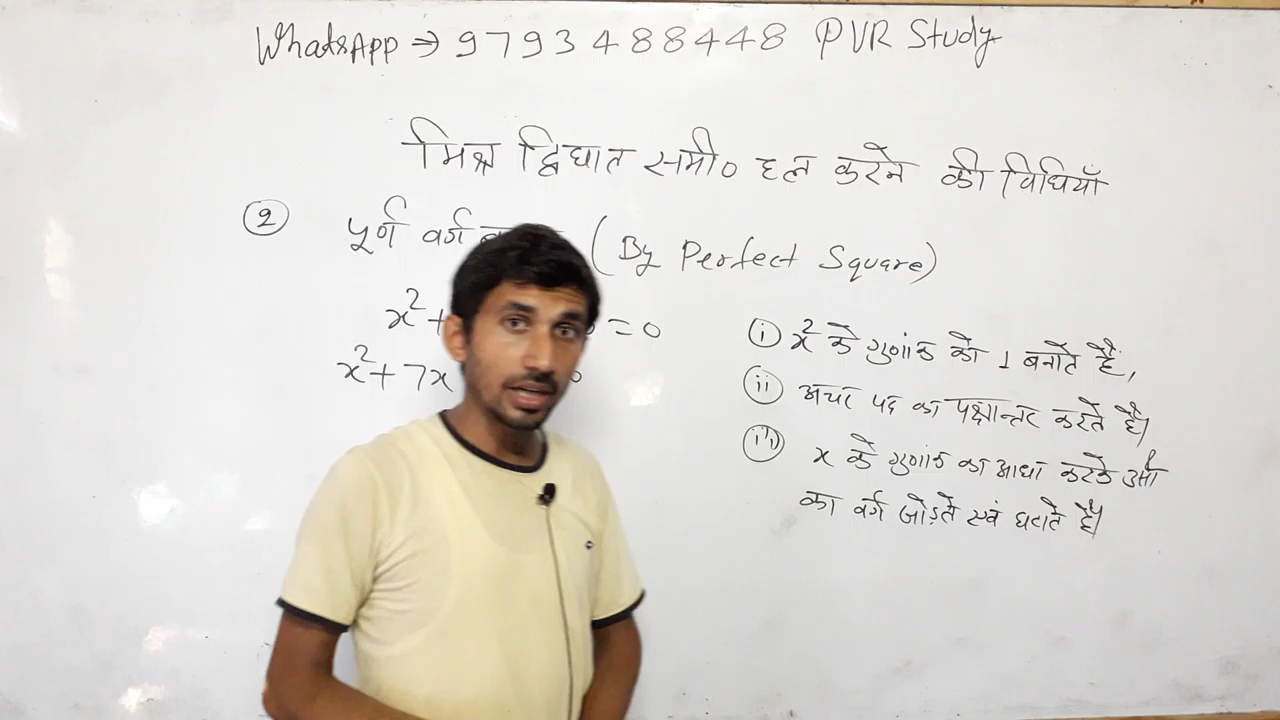 WhatsApp → 9793488448 PVR Study
मिश्र द्विघात समी० हल करने की विधियाँ
② पूर्ण वर्ग (By Perfect Square)
x²+ = 0
x²+ 7x
(i) x² के गुणांक को 1 बनाते हैं,
(ii) अचर पद का पक्षान्तर करते हैं।
(iii) x के गुणांक का आधा करके उसी
का वर्ग जोड़ते एवं घटाते हैं।